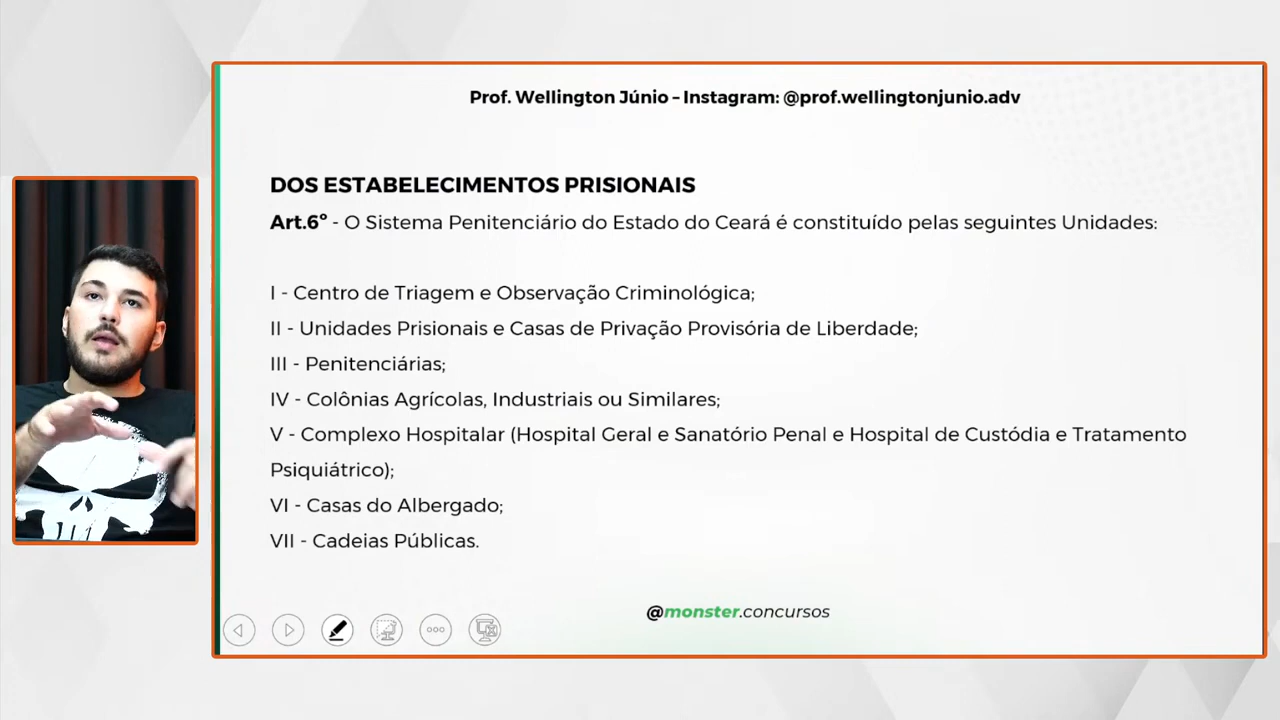 Prof. Wellington Júnio – Instagram: @prof.wellingtonjunio.adv
DOS ESTABELECIMENTOS PRISIONAIS
Art.6º - O Sistema Penitenciário do Estado do Ceará é constituído pelas seguintes Unidades:
I - Centro de Triagem e Observação Criminológica;
II - Unidades Prisionais e Casas de Privação Provisória de Liberdade;
III - Penitenciárias;
IV - Colônias Agrícolas, Industriais ou Similares;
V - Complexo Hospitalar (Hospital Geral e Sanatório Penal e Hospital de Custódia e Tratamento
Psiquiátrico);
VI - Casas do Albergado;
VII - Cadeias Públicas.
@monster.concursos